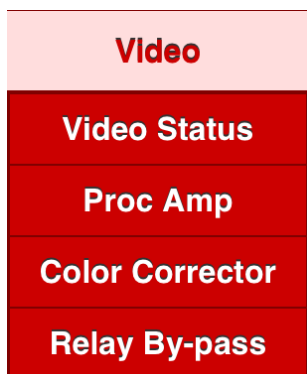 Video
Video Status
Proc Amp
Color Corrector
Relay By-pass